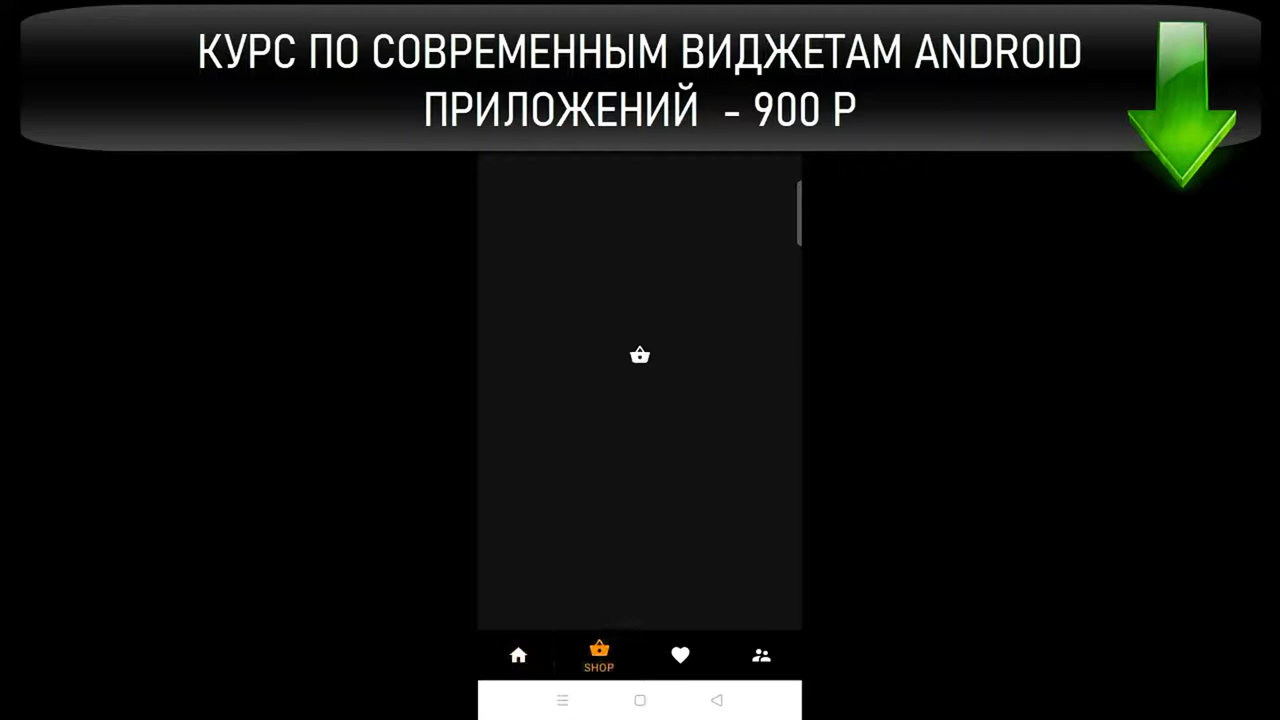 КУРС ПО СОВРЕМЕННЫМ ВИДЖЕТАМ ANDROID
ПРИЛОЖЕНИЙ - 900 Р
SHOP